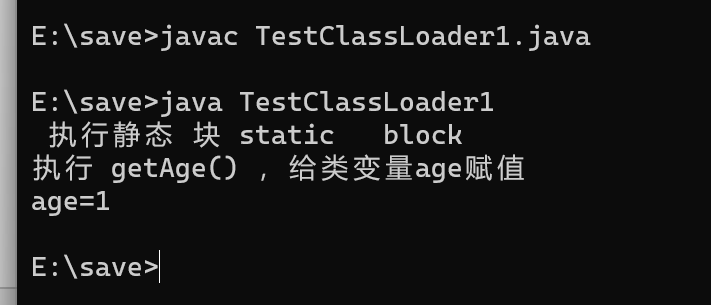 E:\save>javac TestClassLoader1.java
E:\save>java TestClassLoader1
执行静态 块 static   block
执行 getAge() ，给类变量age赋值
age=1
E:\save>